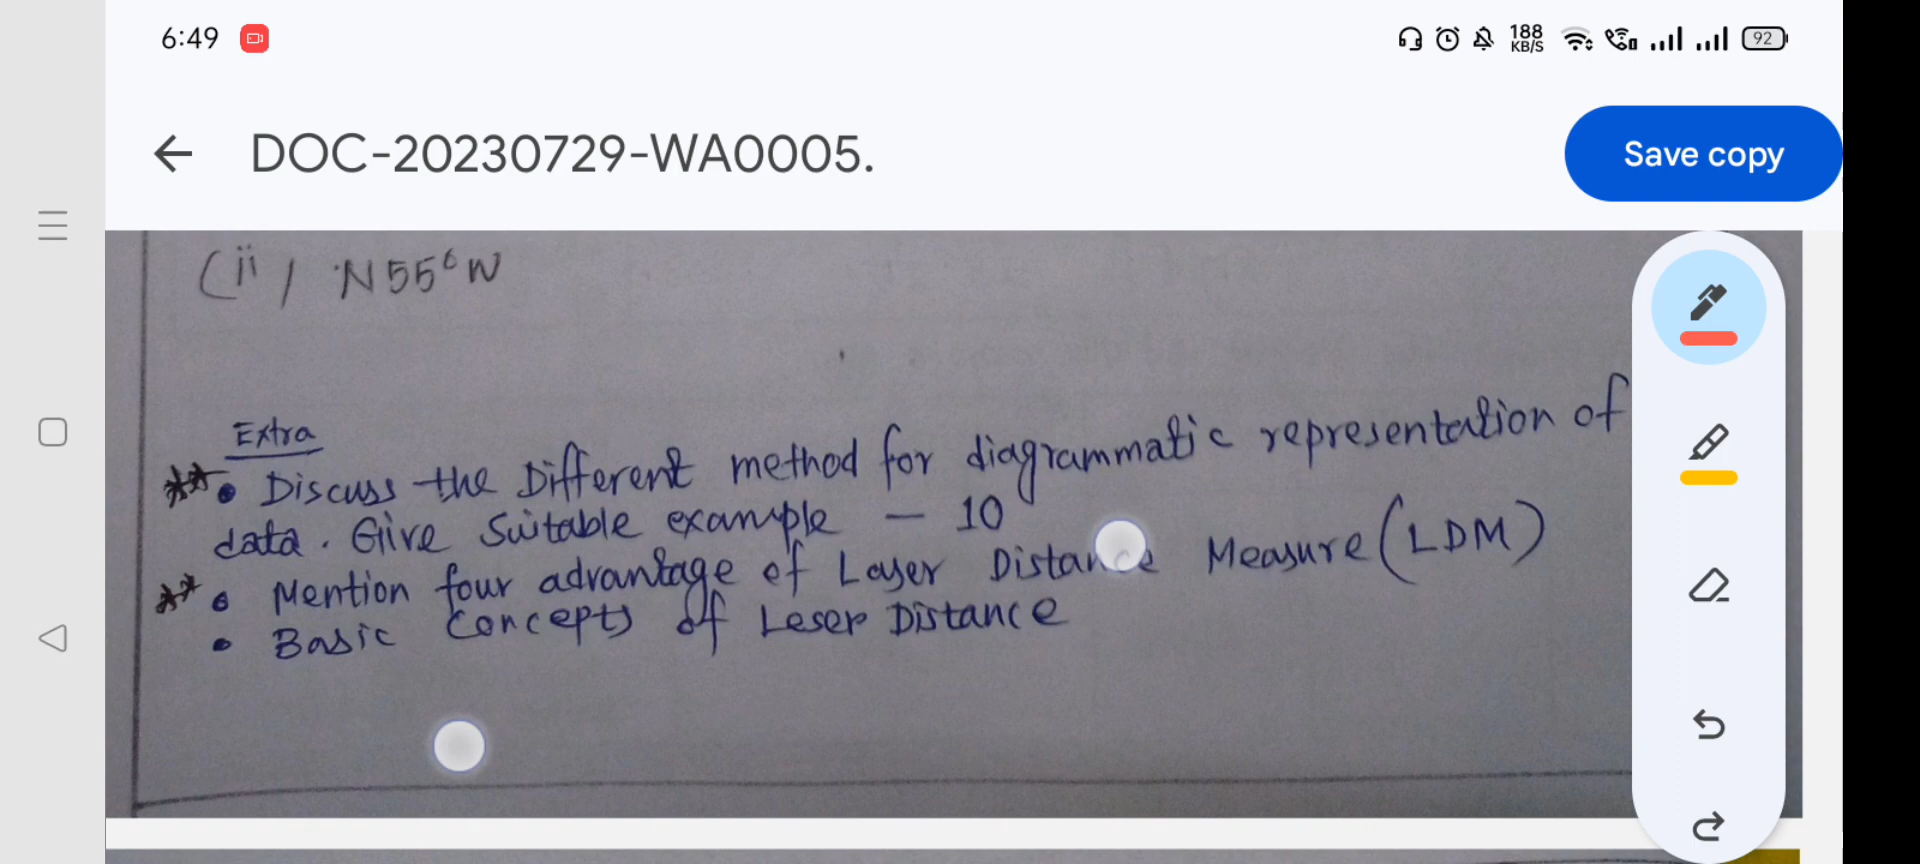 6:49 188 KB/S 92
DOC-20230729-WA0005.
Save copy
(ii) N55°W
Extra
** • Discuss the Different method for diagrammatic representation of
data. Give Suitable example — 10
** • Mention four advantage of Layer Distance Measure (LDM)
• Basic Concepts of Leser Distance